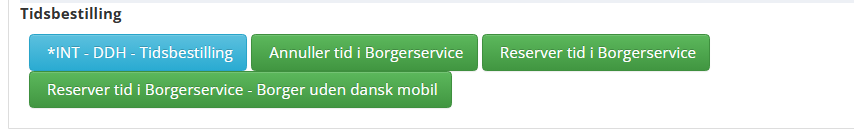 Tidsbestilling
*INT - DDH - Tidsbestilling Annuller tid i Borgerservice Reserver tid i Borgerservice
Reserver tid i Borgerservice - Borger uden dansk mobil